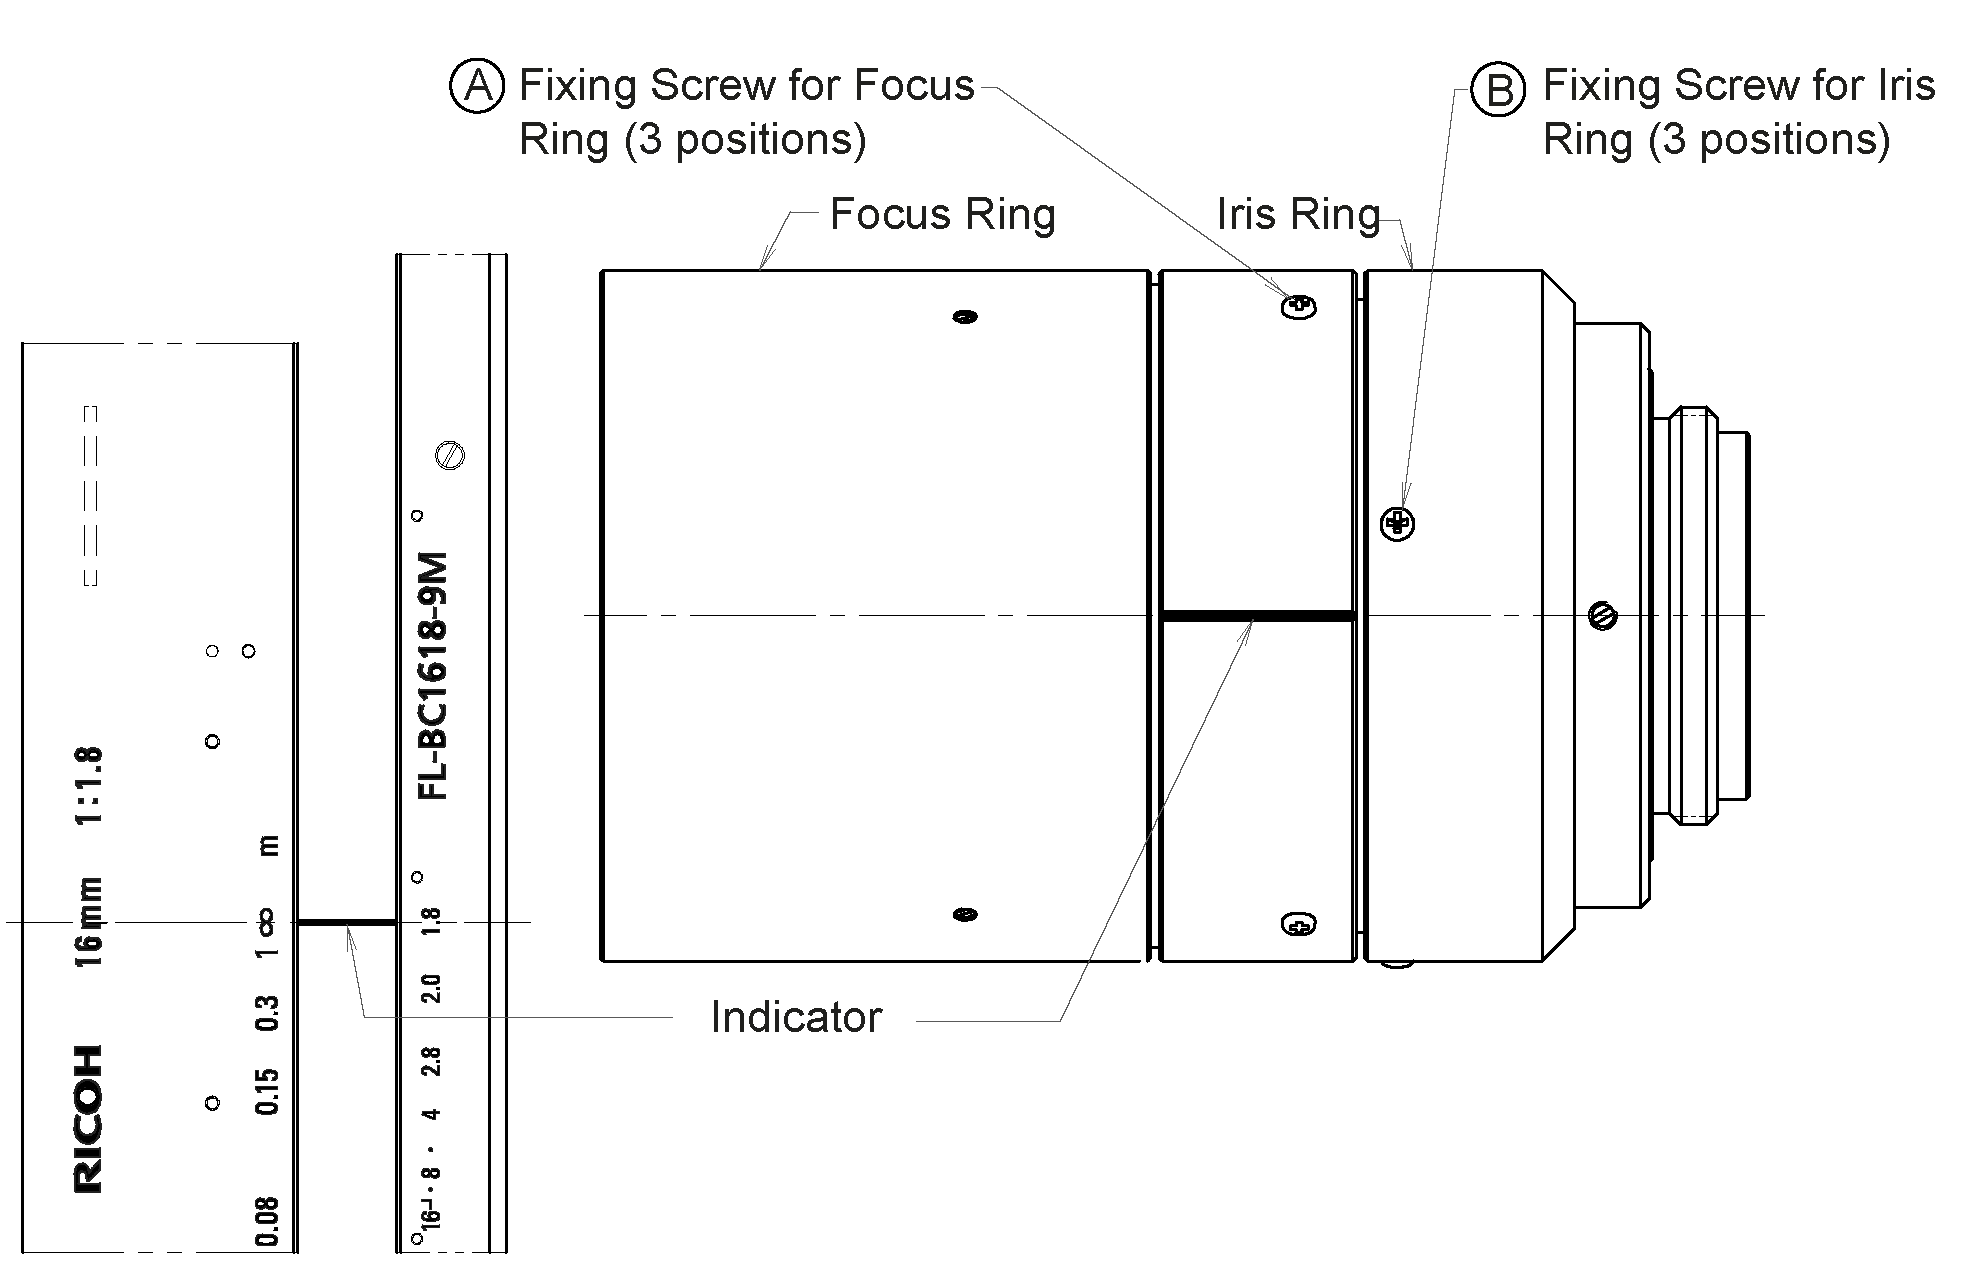 A Fixing Screw for Focus
Ring (3 positions)
B Fixing Screw for Iris
Ring (3 positions)
Focus Ring
Iris Ring
Indicator
RICOH 16mm 1:1.8
0.08 0.15 0.3 1 ∞ m
16 · 8 · 4 2.8 2.0 1.8 FL-BC1618-9M